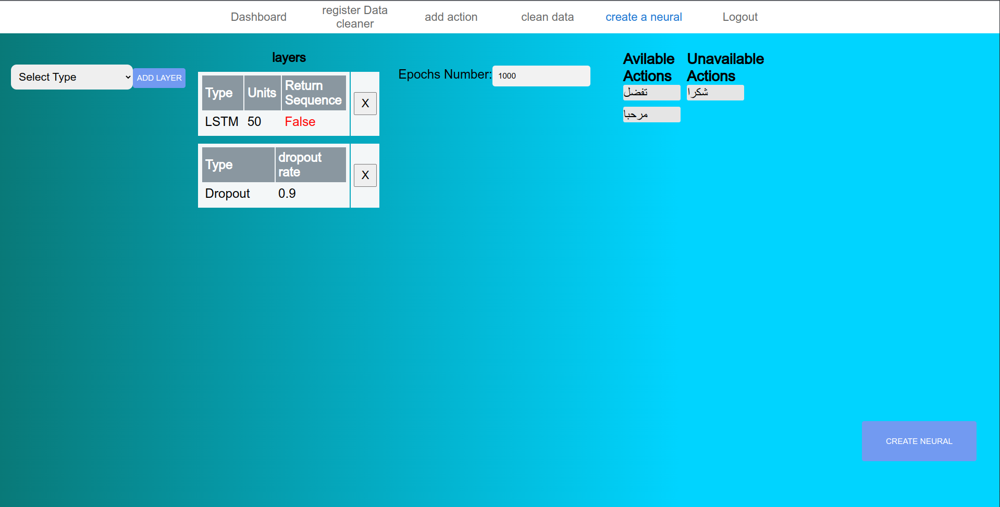 Dashboard
register Data
cleaner
add action
clean data
create a neural
Logout
Select Type
ADD LAYER
layers
Type Units Return
Sequence
LSTM 50 False
X
Type dropout
rate
Dropout 0.9
X
Epochs Number: 1000
Avilable
Actions
تفضل
مرحبا
Unavailable
Actions
شكرا
CREATE NEURAL